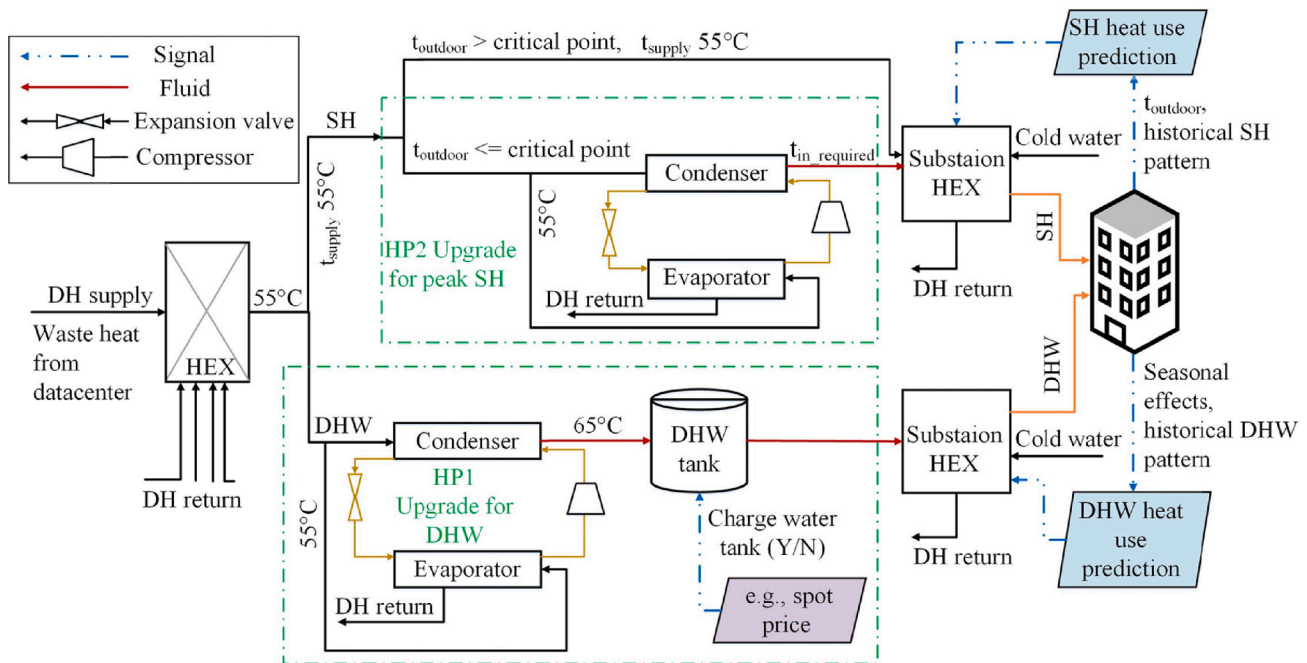 Signal
Fluid
Expansion valve
Compressor
t_outdoor > critical point, t_supply 55°C
SH
t_supply 55°C
t_outdoor <= critical point
Condenser
t_in_required
55°C
HP2 Upgrade
for peak SH
Evaporator
DH return
SH heat use
prediction
t_outdoor,
historical SH
pattern
Substaion
HEX
Cold water
SH
DH return
DH supply
55°C
Waste heat
from
datacenter
HEX
DH return
DHW
Condenser
65°C
DHW
tank
HP1
Upgrade for
DHW
55°C
Evaporator
DH return
Charge water
tank (Y/N)
e.g., spot
price
Substaion
HEX
Cold water
DHW
DH return
Seasonal
effects,
historical DHW
pattern
DHW heat
use
prediction